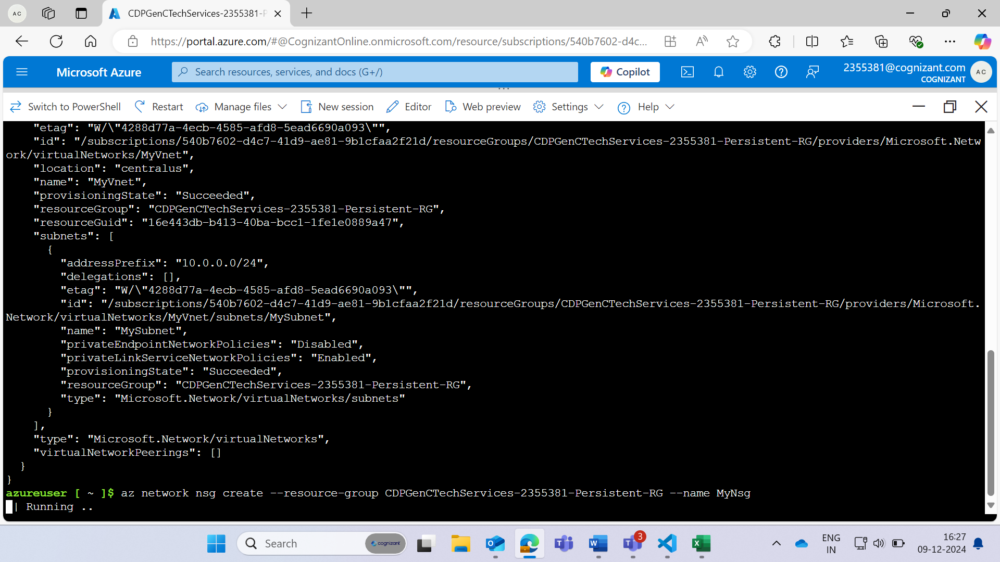 AC
CDPGenCTechServices-2355381-P
https://portal.azure.com/#@CognizantOnline.onmicrosoft.com/resource/subscriptions/540b7602-d4c...
Microsoft Azure
Search resources, services, and docs (G+/)
Copilot
2355381@cognizant.com
COGNIZANT
AC
Switch to PowerShell Restart Manage files New session Editor Web preview Settings Help
"etag": "W/\"4288d77a-4ecb-4585-afd8-5ead6690a093\"",
"id": "/subscriptions/540b7602-d4c7-41d9-ae81-9b1cfaa2f21d/resourceGroups/CDPGenCTechServices-2355381-Persistent-RG/providers/Microsoft.Netw
ork/virtualNetworks/MyVnet",
"location": "centralus",
"name": "MyVnet",
"provisioningState": "Succeeded",
"resourceGroup": "CDPGenCTechServices-2355381-Persistent-RG",
"resourceGuid": "16e443db-b413-40ba-bcc1-1fe1e0889a47",
"subnets": [
{
"addressPrefix": "10.0.0.0/24",
"delegations": [],
"etag": "W/\"4288d77a-4ecb-4585-afd8-5ead6690a093\"",
"id": "/subscriptions/540b7602-d4c7-41d9-ae81-9b1cfaa2f21d/resourceGroups/CDPGenCTechServices-2355381-Persistent-RG/providers/Microsoft.
Network/virtualNetworks/MyVnet/subnets/MySubnet",
"name": "MySubnet",
"privateEndpointNetworkPolicies": "Disabled",
"privateLinkServiceNetworkPolicies": "Enabled",
"provisioningState": "Succeeded",
"resourceGroup": "CDPGenCTechServices-2355381-Persistent-RG",
"type": "Microsoft.Network/virtualNetworks/subnets"
}
],
"type": "Microsoft.Network/virtualNetworks",
"virtualNetworkPeerings": []
}
}
azureuser [ ~ ]$ az network nsg create --resource-group CDPGenCTechServices-2355381-Persistent-RG --name MyNsg
| Running ..
Search
cognizant
3
ENG
IN
16:27
09-12-2024